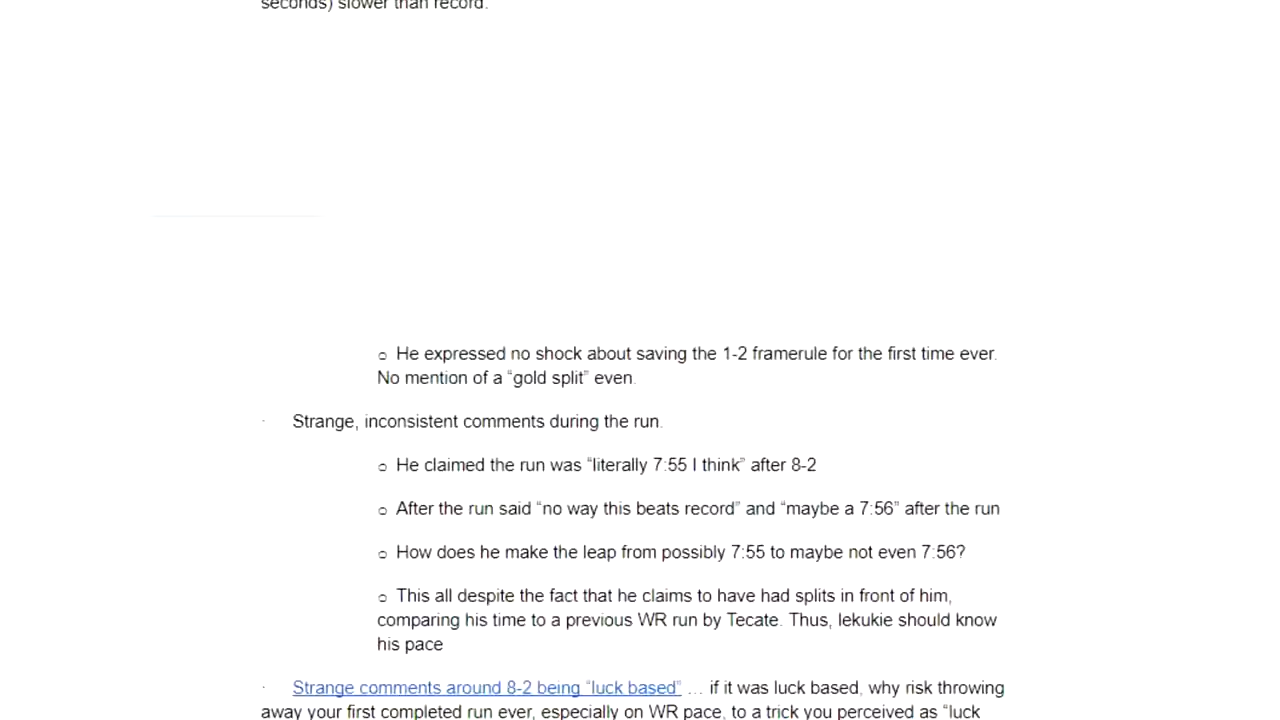 seconds) slower than record.
o He expressed no shock about saving the 1-2 framerule for the first time ever.
No mention of a “gold split” even.
· Strange, inconsistent comments during the run.
o He claimed the run was “literally 7:55 I think” after 8-2
o After the run said “no way this beats record” and “maybe a 7:56” after the run
o How does he make the leap from possibly 7:55 to maybe not even 7:56?
o This all despite the fact that he claims to have had splits in front of him,
comparing his time to a previous WR run by Tecate. Thus, lekukie should know
his pace
· Strange comments around 8-2 being “luck based” ... if it was luck based, why risk throwing
away your first completed run ever, especially on WR pace, to a trick you perceived as “luck